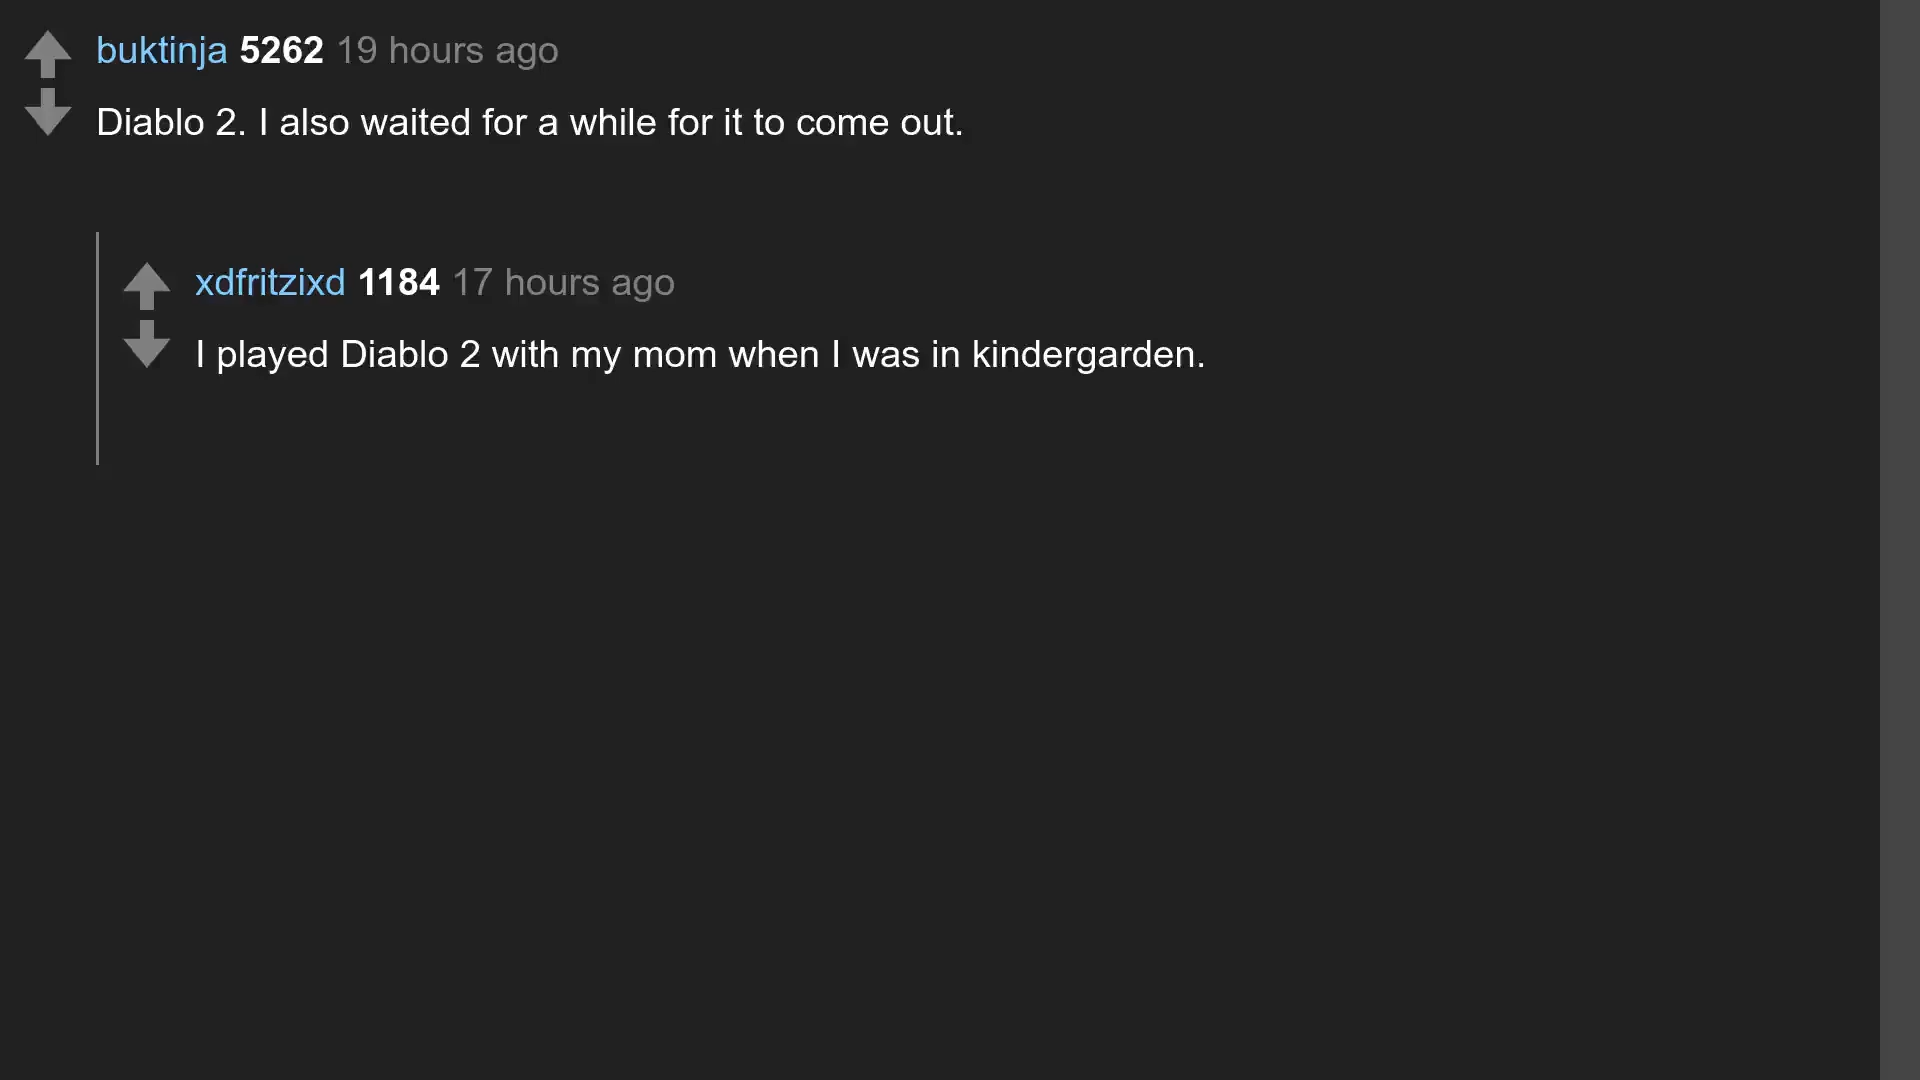 buktinja 5262 19 hours ago
Diablo 2. I also waited for a while for it to come out.
xdfritzixd 1184 17 hours ago
I played Diablo 2 with my mom when I was in kindergarden.